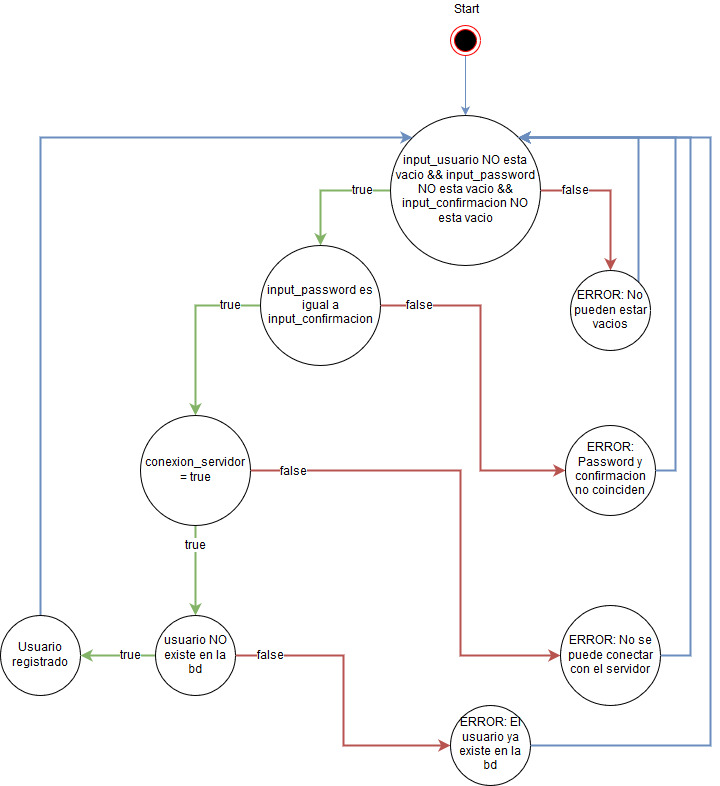 Start
input_usuario NO esta
vacio && input_password
NO esta vacio &&
input_confirmacion NO
esta vacio
true
false
input_password es
igual a
input_confirmacion
ERROR: No
pueden estar
vacios
true
false
conexion_servidor
= true
false
ERROR:
Password y
confirmacion
no coinciden
true
Usuario
registrado
true
usuario NO
existe en la
bd
false
ERROR: No se
puede conectar
con el servidor
ERROR: El
usuario ya
existe en la
bd